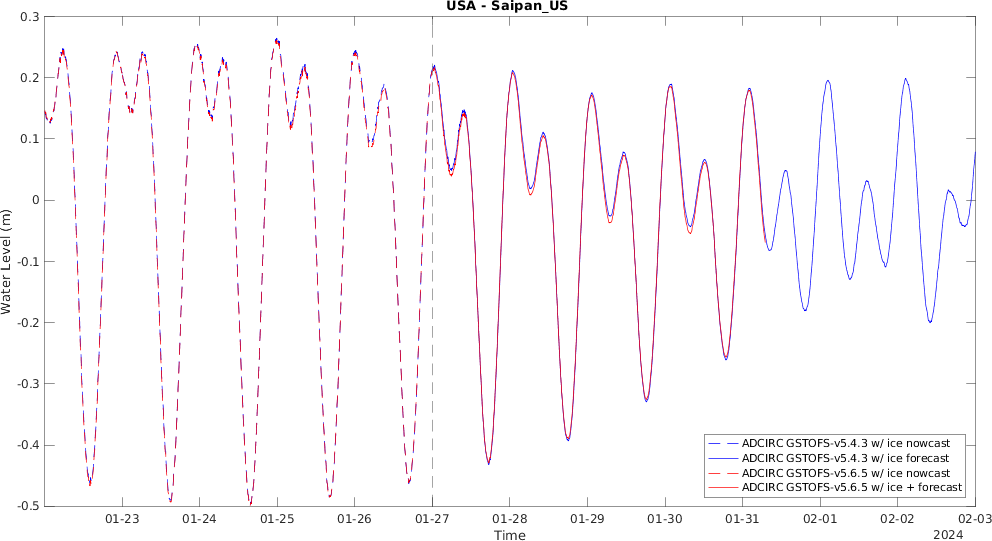 USA - Saipan_US
0.3
0.2
0.1
0
-0.1
-0.2
-0.3
-0.4
-0.5
Water Level (m)
ADCIRC GSTOFS-v5.4.3 w/ ice nowcast
ADCIRC GSTOFS-v5.4.3 w/ ice forecast
ADCIRC GSTOFS-v5.6.5 w/ ice nowcast
ADCIRC GSTOFS-v5.6.5 w/ ice + forecast
01-23 01-24 01-25 01-26 01-27 01-28 01-29 01-30 01-31 02-01 02-02 02-03
Time
2024